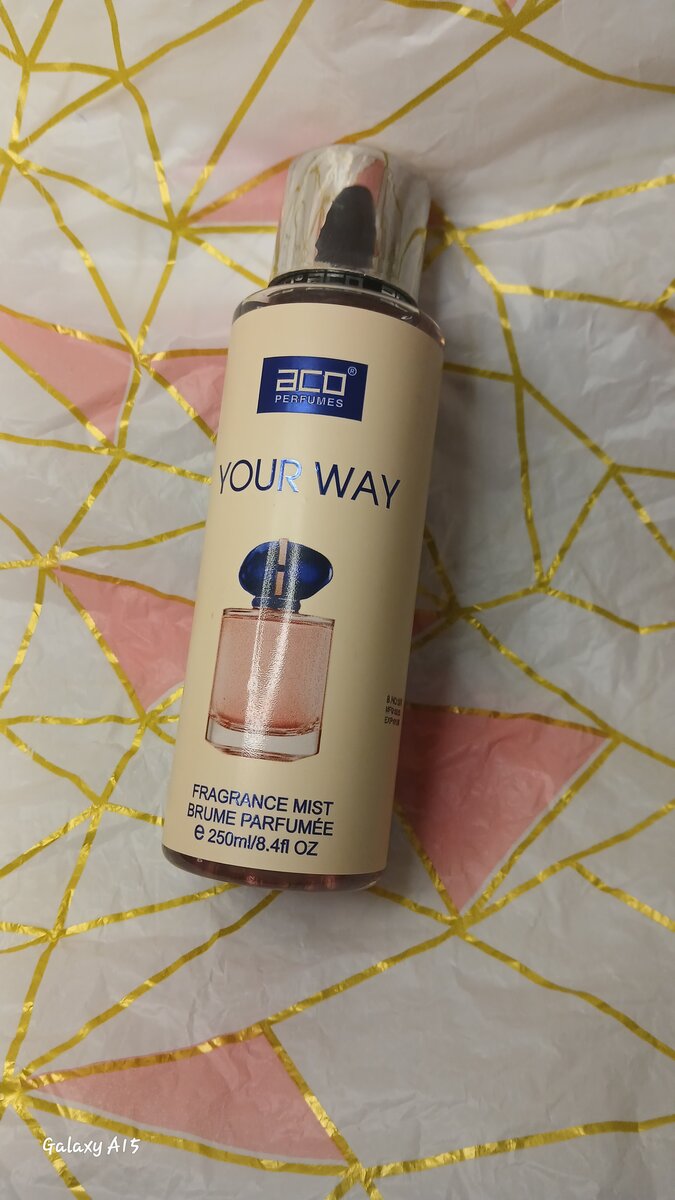 aco®
PERFUMES
YOUR WAY
FRAGRANCE MIST
BRUME PARFUMÉE
e 250ml/8.4fl OZ
Galaxy A15